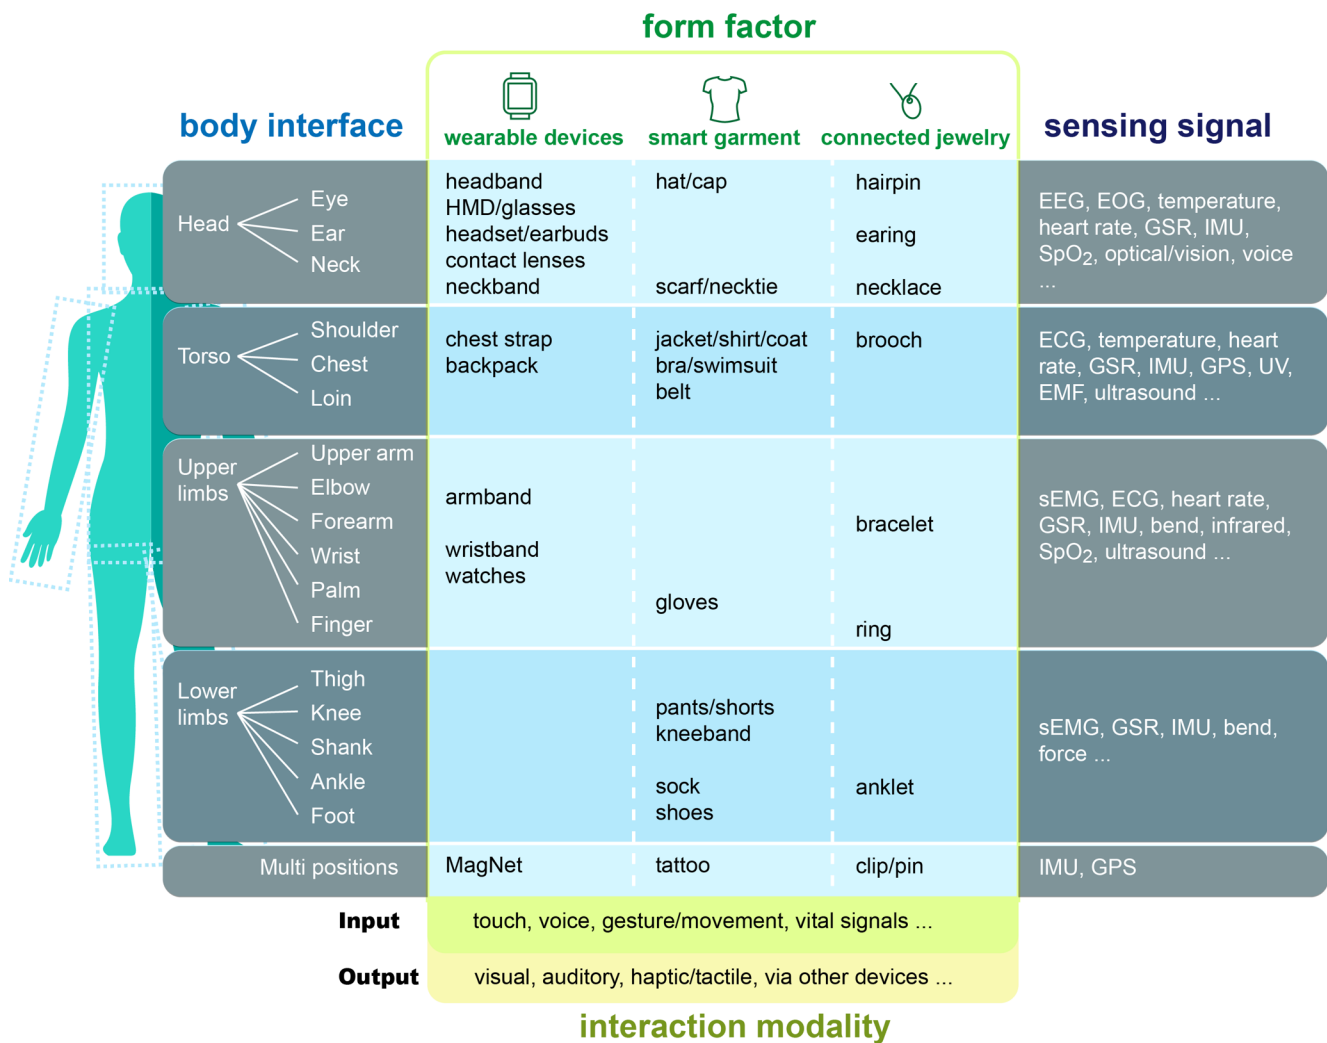 form factor
body interface
wearable devices
smart garment
connected jewelry
sensing signal
Head
Eye
Ear
Neck
headband
HMD/glasses
headset/earbuds
contact lenses
neckband
hat/cap
scarf/necktie
hairpin
earing
necklace
EEG, EOG, temperature,
heart rate, GSR, IMU,
SpO2, optical/vision, voice
...
Torso
Shoulder
Chest
Loin
chest strap
backpack
jacket/shirt/coat
bra/swimsuit
belt
brooch
ECG, temperature, heart
rate, GSR, IMU, GPS, UV,
EMF, ultrasound ...
Upper
limbs
Upper arm
Elbow
Forearm
Wrist
Palm
Finger
armband
wristband
watches
gloves
bracelet
ring
sEMG, ECG, heart rate,
GSR, IMU, bend, infrared,
SpO2, ultrasound ...
Lower
limbs
Thigh
Knee
Shank
Ankle
Foot
pants/shorts
kneeband
sock
shoes
anklet
sEMG, GSR, IMU, bend,
force ...
Multi positions
MagNet
tattoo
clip/pin
IMU, GPS
Input
touch, voice, gesture/movement, vital signals ...
Output
visual, auditory, haptic/tactile, via other devices ...
interaction modality